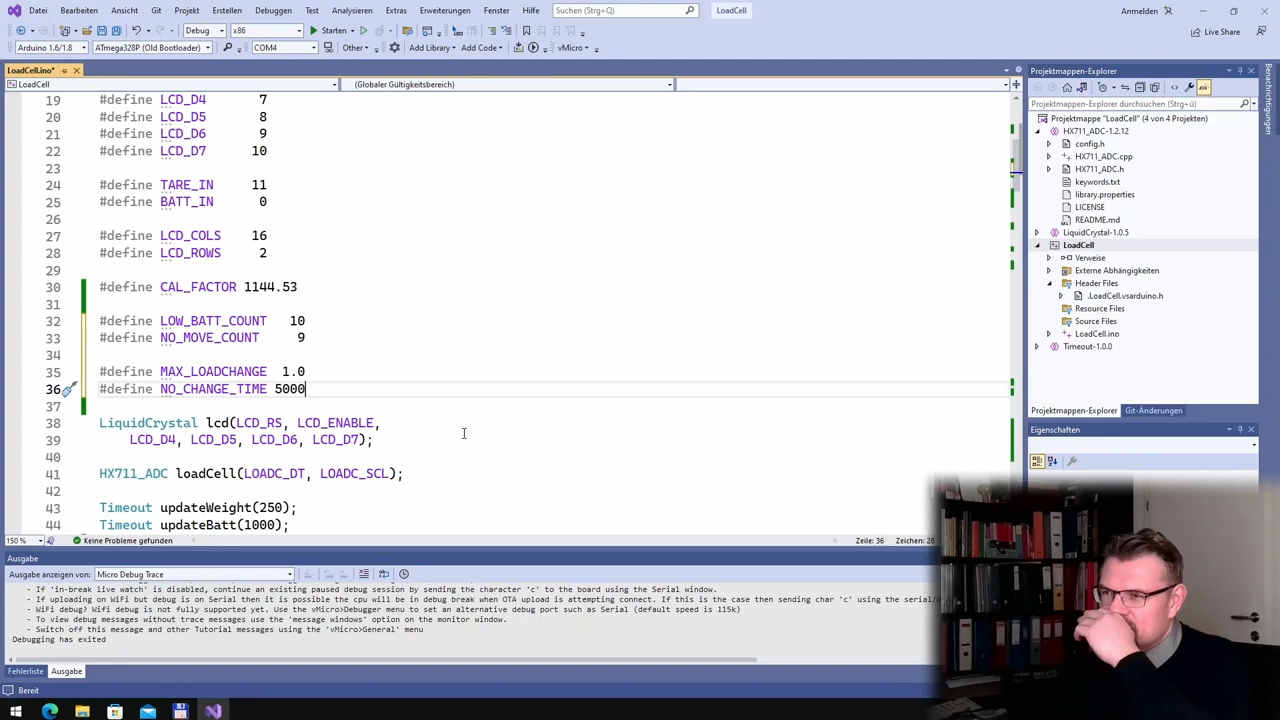 Datei Bearbeiten Ansicht Git Projekt Erstellen Debuggen Test Analysieren Extras Erweiterungen Fenster Hilfe Suchen (Strg+Q) LoadCell Anmelden
Debug x86 Starten Live Share
Arduino 1.6/1.8 ATmega328P (Old Bootloader) COM4 Other Add Library Add Code vMicro
LoadCell.ino*
LoadCell (Globaler Gültigkeitsbereich)
19 #define LCD_D4 7
20 #define LCD_D5 8
21 #define LCD_D6 9
22 #define LCD_D7 10
23
24 #define TARE_IN 11
25 #define BATT_IN 0
26
27 #define LCD_COLS 16
28 #define LCD_ROWS 2
29
30 #define CAL_FACTOR 1144.53
31
32 #define LOW_BATT_COUNT 10
33 #define NO_MOVE_COUNT 9
34
35 #define MAX_LOADCHANGE 1.0
36 #define NO_CHANGE_TIME 5000
37
38 LiquidCrystal lcd(LCD_RS, LCD_ENABLE,
39 LCD_D4, LCD_D5, LCD_D6, LCD_D7);
40
41 HX711_ADC loadCell(LOADC_DT, LOADC_SCL);
42
43 Timeout updateWeight(250);
44 Timeout updateBatt(1000);
150 % Keine Probleme gefunden Zeile: 36 Zeichen: 28
Ausgabe
Ausgabe anzeigen von: Micro Debug Trace
- If 'in-break live watch' is disabled, continue an existing paused debug session by sending the character 'c' to the board using the Serial window.
- If uploading on Wifi but debug is on Serial then it is possible the cpu will be in debug break when OTA upload is attempting connect. If this is the case then sending char 'c' using the serial/
- WiFi debug? Wifi debug is not fully supported yet. Use the 'vMicro>Debugger menu to set an alternative debug port such as Serial (default speed is 115k)
- To view debug messages without trace messages use the 'message windows' option on the monitor window.
- Switch off this message and other Tutorial messages using the 'vMicro>General' menu
Debugging has exited
Fehlerliste Ausgabe
Bereit
Projektmappen-Explorer
Projektmappen-Explorer durchsuchen (Strg+ü)
Projektmappe "LoadCell" (4 von 4 Projekten)
HX711_ADC-1.2.12
config.h
HX711_ADC.cpp
HX711_ADC.h
keywords.txt
library.properties
LICENSE
README.md
LiquidCrystal-1.0.5
LoadCell
Verweise
Externe Abhängigkeiten
Header Files
.LoadCell.vsarduino.h
Resource Files
Source Files
LoadCell.ino
Timeout-1.0.0
Projektmappen-Explorer Git-Änderungen
Eigenschaften
Benachrichtigungen